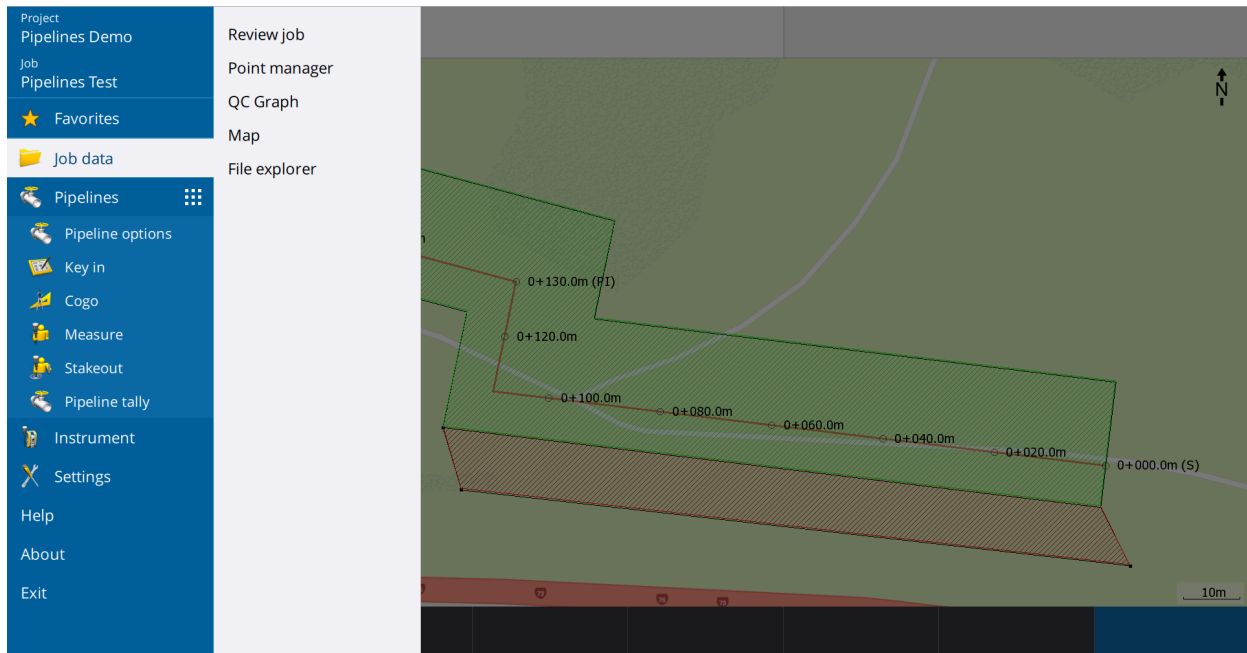 Project
Pipelines Demo
Job
Pipelines Test
Favorites
Job data
Pipelines
Pipeline options
Key in
Cogo
Measure
Stakeout
Pipeline tally
Instrument
Settings
Help
About
Exit
Review job
Point manager
QC Graph
Map
File explorer
N
0+130.0m (PI)
0+120.0m
0+100.0m
0+080.0m
0+060.0m
0+040.0m
0+020.0m
0+000.0m (S)
10m